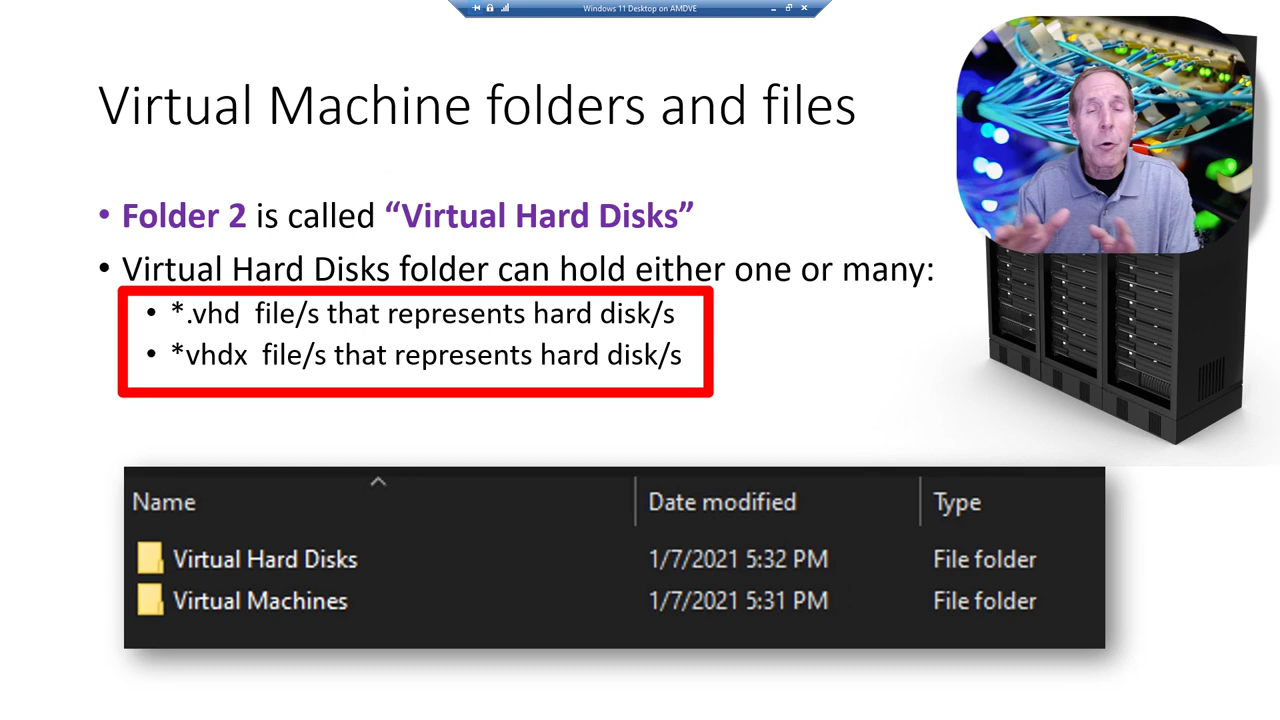 Windows 11 Desktop on AMDVE
Virtual Machine folders and files
• Folder 2 is called “Virtual Hard Disks”
• Virtual Hard Disks folder can hold either one or many:
• *.vhd file/s that represents hard disk/s
• *vhdx file/s that represents hard disk/s
Name Date modified Type
Virtual Hard Disks 1/7/2021 5:32 PM File folder
Virtual Machines 1/7/2021 5:31 PM File folder